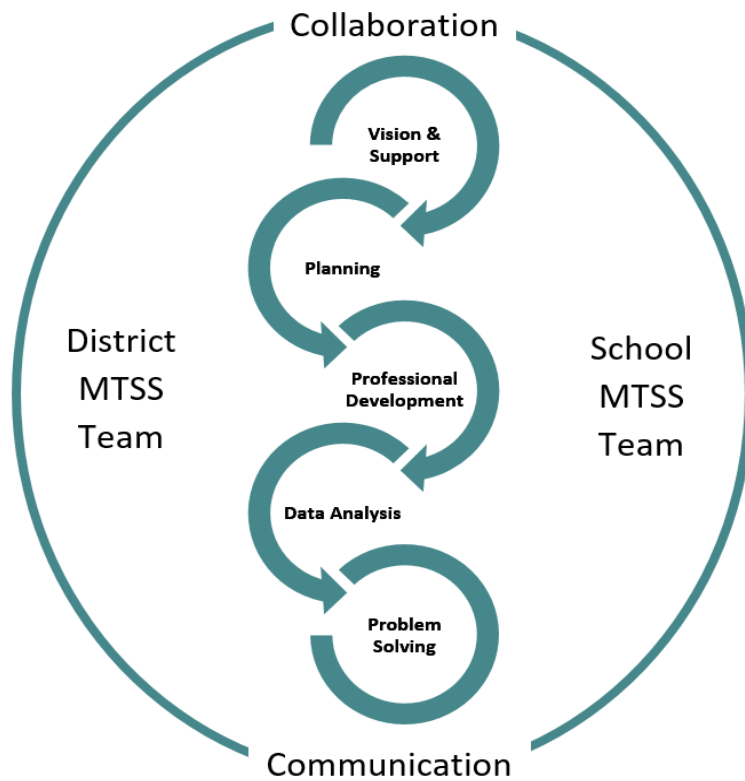 Collaboration
Vision &
Support
Planning
District
MTSS
Team
Professional
Development
School
MTSS
Team
Data Analysis
Problem
Solving
Communication